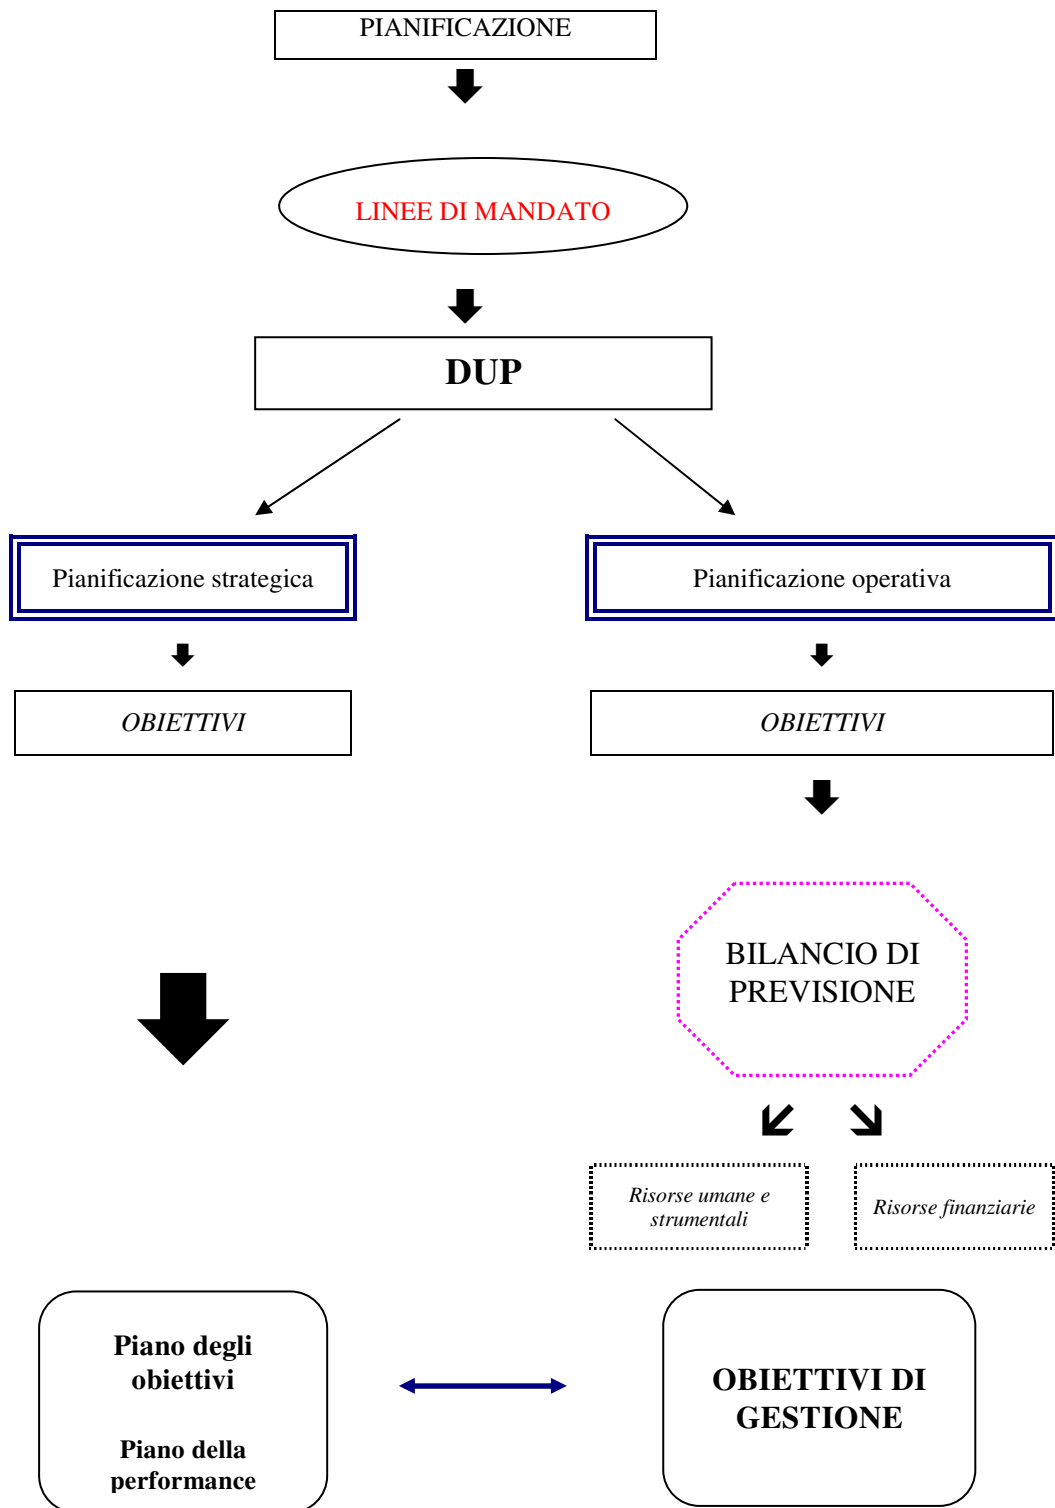 PIANIFICAZIONE
LINEE DI MANDATO
DUP
Pianificazione strategica
Pianificazione operativa
OBIETTIVI
OBIETTIVI
BILANCIO DI
PREVISIONE
Risorse umane e
strumentali
Risorse finanziarie
Piano degli
obiettivi
Piano della
performance
OBIETTIVI DI
GESTIONE